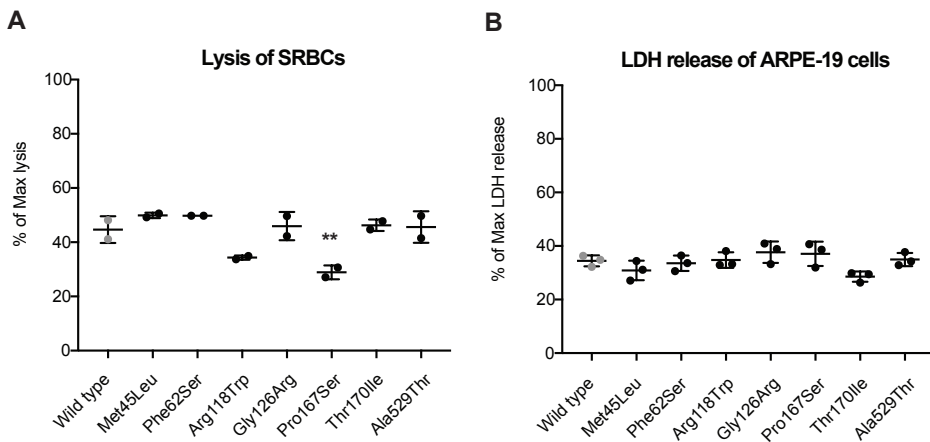 A
Lysis of SRBCs
% of Max lysis
100
80
60
40
20
0
**
Wild type
Met45Leu
Phe62Ser
Arg118Trp
Gly126Arg
Pro167Ser
Thr170Ile
Ala529Thr
B
LDH release of ARPE-19 cells
% of Max LDH release
100
80
60
40
20
0
Wild type
Met45Leu
Phe62Ser
Arg118Trp
Gly126Arg
Pro167Ser
Thr170Ile
Ala529Thr